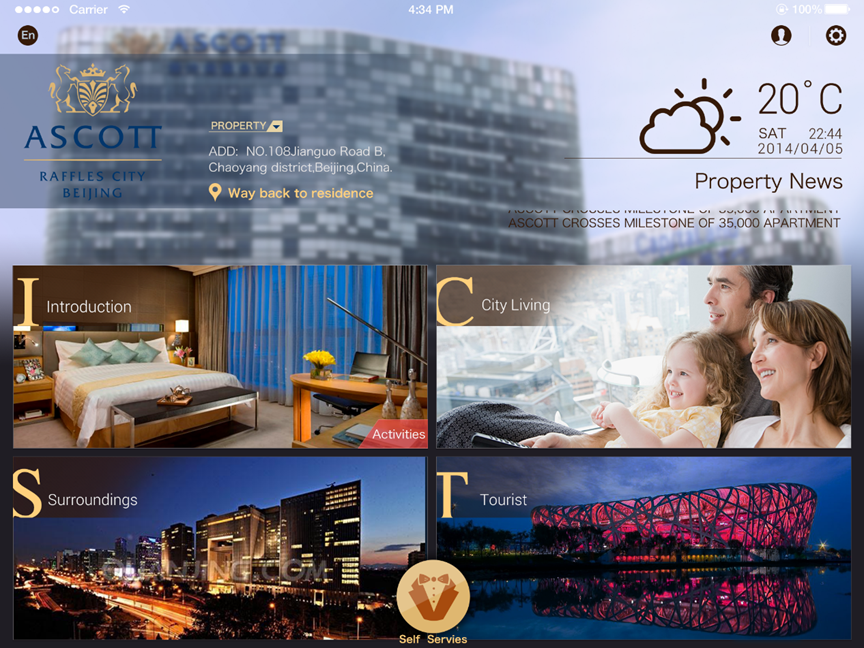 Carrier
4:34 PM
100%
En
ASCOTT
ASCOTT
RAFFLES CITY
BEIJING
PROPERTY
ADD: NO.108Jianguo Road B,
Chaoyang district,Beijing,China.
Way back to residence
20°C
SAT 22:44
2014/04/05
Property News
ASCOTT CROSSES MILESTONE OF 35,000 APARTMENT
ASCOTT CROSSES MILESTONE OF 35,000 APARTMENT
I Introduction
Activities
C City Living
S Surroundings
T Tourist
Self Servies